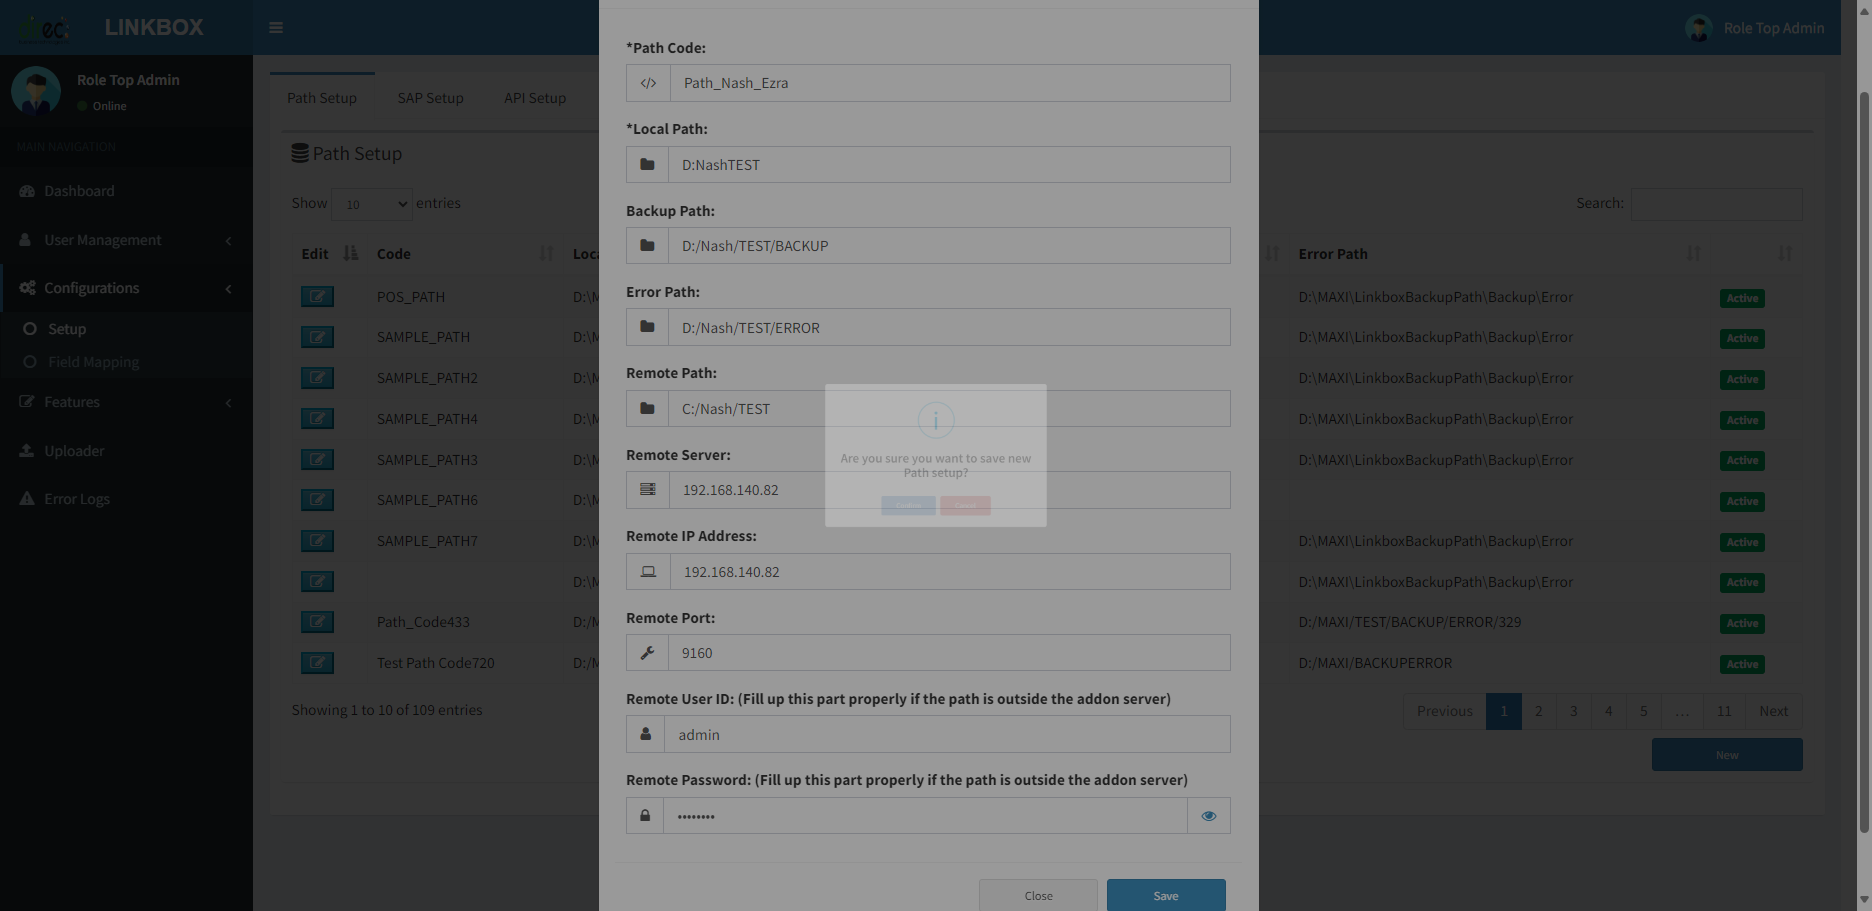 ec
LINKBOX
Role Top Admin
Role Top Admin
Online
MAIN NAVIGATION
Dashboard
User Management
Configurations
Setup
Field Mapping
Features
Uploader
Error Logs
Path Setup
SAP Setup
API Setup
Path Setup
Show 10 entries
Search:
Edit Code Loca Error Path
POS_PATH D:\M D:\MAXI\LinkboxBackupPath\Backup\Error Active
SAMPLE_PATH D:\M D:\MAXI\LinkboxBackupPath\Backup\Error Active
SAMPLE_PATH2 D:\M D:\MAXI\LinkboxBackupPath\Backup\Error Active
SAMPLE_PATH4 D:\M D:\MAXI\LinkboxBackupPath\Backup\Error Active
SAMPLE_PATH3 D:\M D:\MAXI\LinkboxBackupPath\Backup\Error Active
SAMPLE_PATH6 D:\M Active
SAMPLE_PATH7 D:\M D:\MAXI\LinkboxBackupPath\Backup\Error Active
D:\M D:\MAXI\LinkboxBackupPath\Backup\Error Active
Path_Code433 D:/M D:/MAXI/TEST/BACKUP/ERROR/329 Active
Test Path Code720 D:/M D:/MAXI/BACKUPERROR Active
Showing 1 to 10 of 109 entries
Previous 1 2 3 4 5 … 11 Next
New
*Path Code:
Path_Nash_Ezra
*Local Path:
D:NashTEST
Backup Path:
D:/Nash/TEST/BACKUP
Error Path:
D:/Nash/TEST/ERROR
Remote Path:
C:/Nash/TEST
Remote Server:
192.168.140.82
Remote IP Address:
192.168.140.82
Remote Port:
9160
Remote User ID: (Fill up this part properly if the path is outside the addon server)
admin
Remote Password: (Fill up this part properly if the path is outside the addon server)
••••••••
Close
Save
Are you sure you want to save new
Path setup?